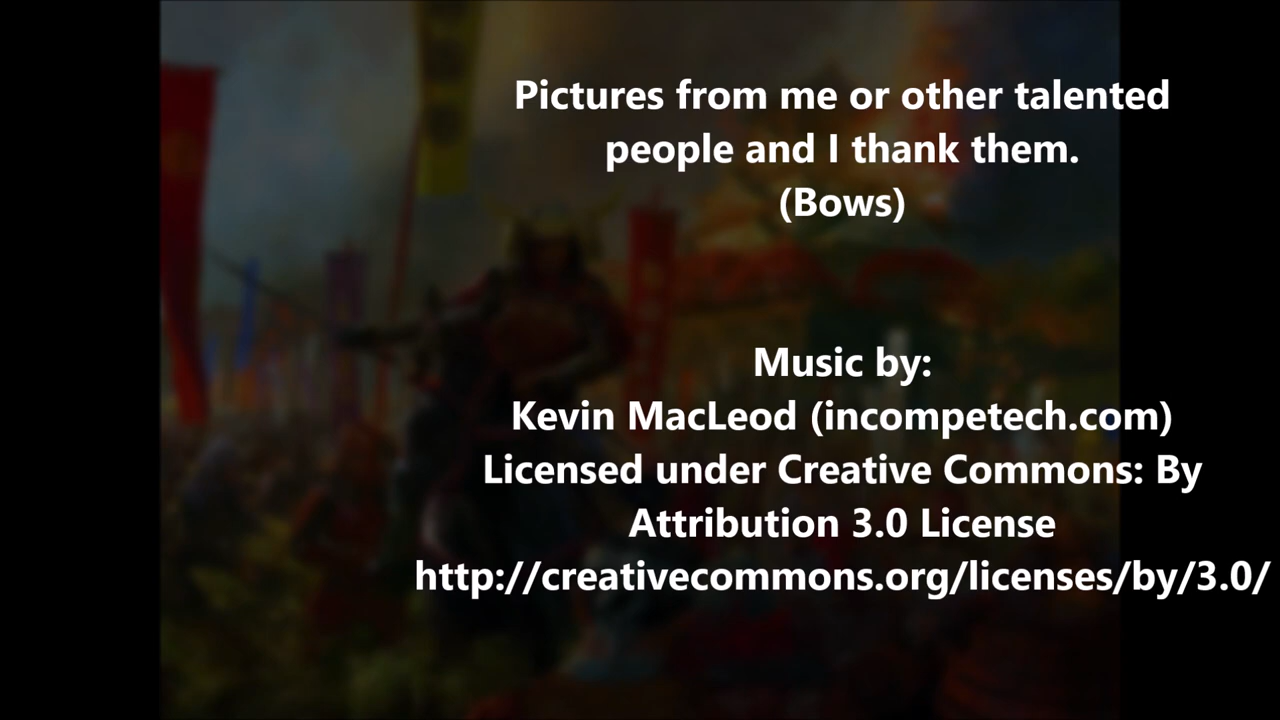 Pictures from me or other talented
people and I thank them.
(Bows)
Music by:
Kevin MacLeod (incompetech.com)
Licensed under Creative Commons: By
Attribution 3.0 License
http://creativecommons.org/licenses/by/3.0/